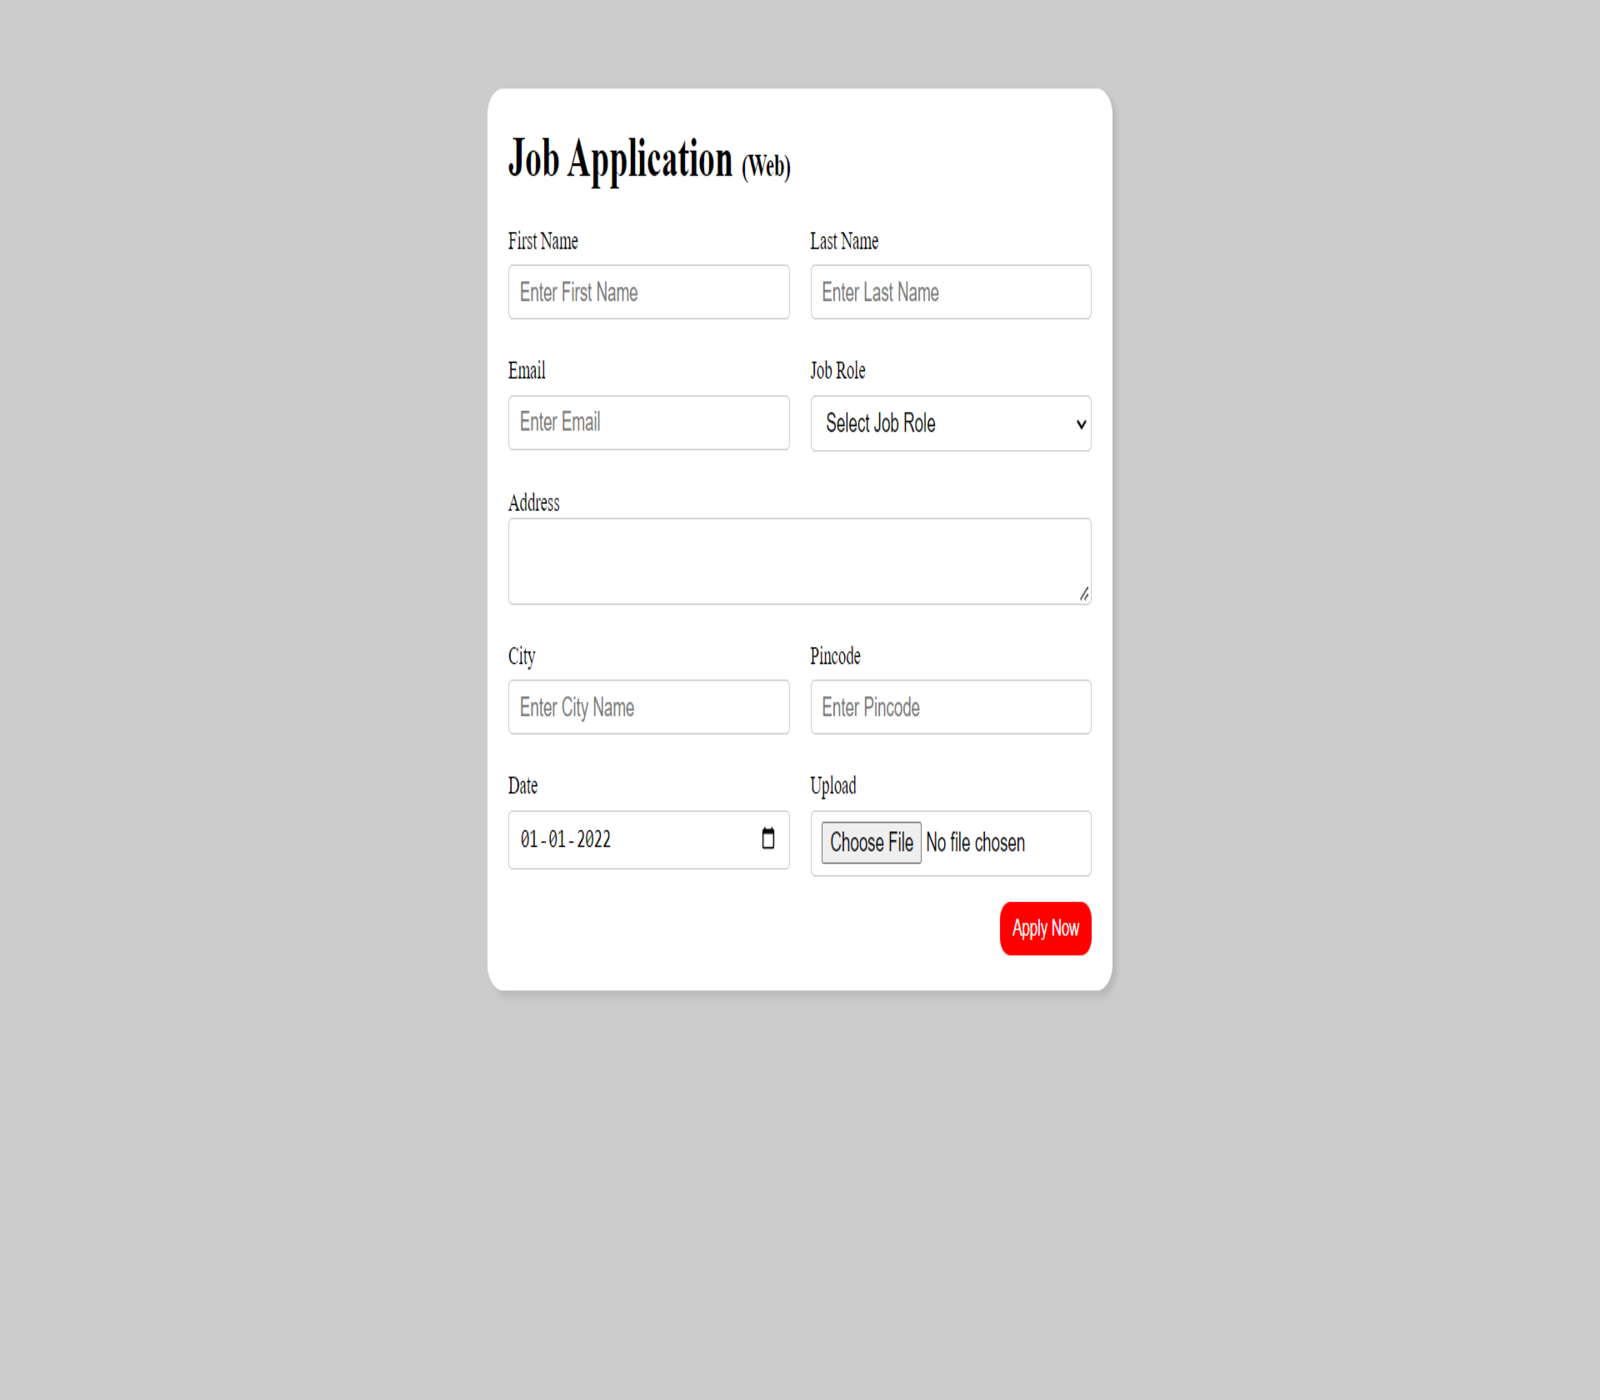 Job Application (Web)
First Name Last Name
Enter First Name Enter Last Name
Email Job Role
Enter Email Select Job Role
Address
City Pincode
Enter City Name Enter Pincode
Date Upload
01-01-2022 Choose File No file chosen
Apply Now